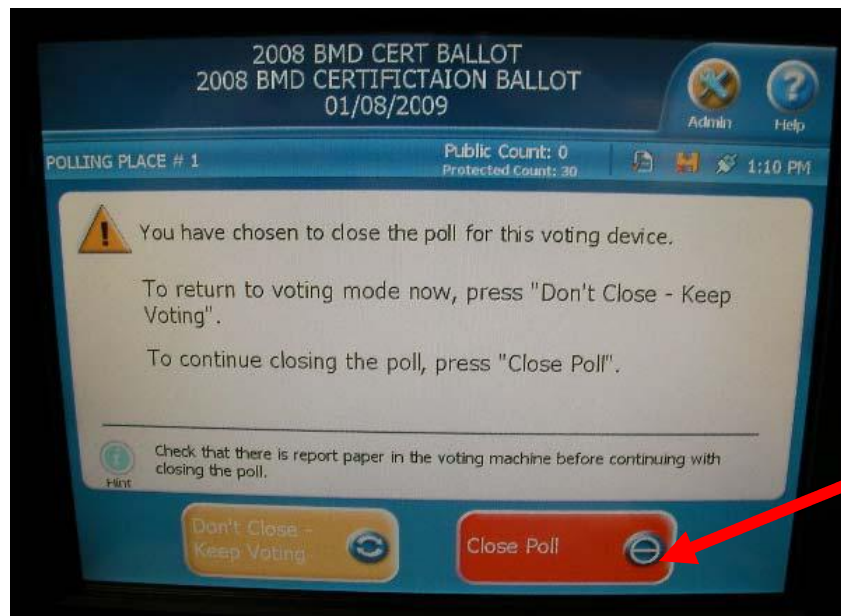 2008 BMD CERT BALLOT
2008 BMD CERTIFICTAION BALLOT
01/08/2009
Admin
Help
POLLING PLACE # 1
Public Count: 0
Protected Count: 30
1:10 PM
You have chosen to close the poll for this voting device.
To return to voting mode now, press "Don't Close - Keep
Voting".
To continue closing the poll, press "Close Poll".
Hint
Check that there is report paper in the voting machine before continuing with
closing the poll.
Don't Close -
Keep Voting
Close Poll